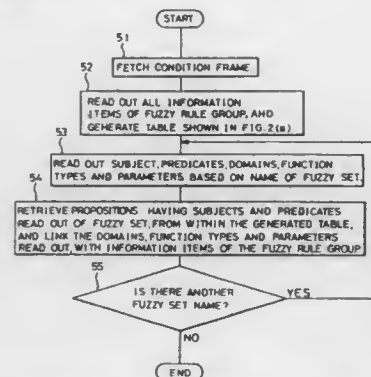 START
51
FETCH CONDITION FRAME
52
READ OUT ALL INFORMATION
ITEMS OF FUZZY RULE GROUP, AND
GENERATE TABLE SHOWN IN FIG.2(a)
53
READ OUT SUBJECT, PREDICATES, DOMAINS, FUNCTION
TYPES AND PARAMETERS BASED ON NAME OF FUZZY SET.
54
RETRIEVE PROPOSITIONS HAVING SUBJECTS AND PREDICATES
READ OUT OF FUZZY SET, FROM WITHIN THE GENERATED TABLE,
AND LINK THE DOMAINS, FUNCTION TYPES AND PARAMETERS
READ OUT, WITH INFORMATION ITEMS OF THE FUZZY RULE GROUP
55
IS THERE ANOTHER
FUZZY SET NAME?
YES
NO
END